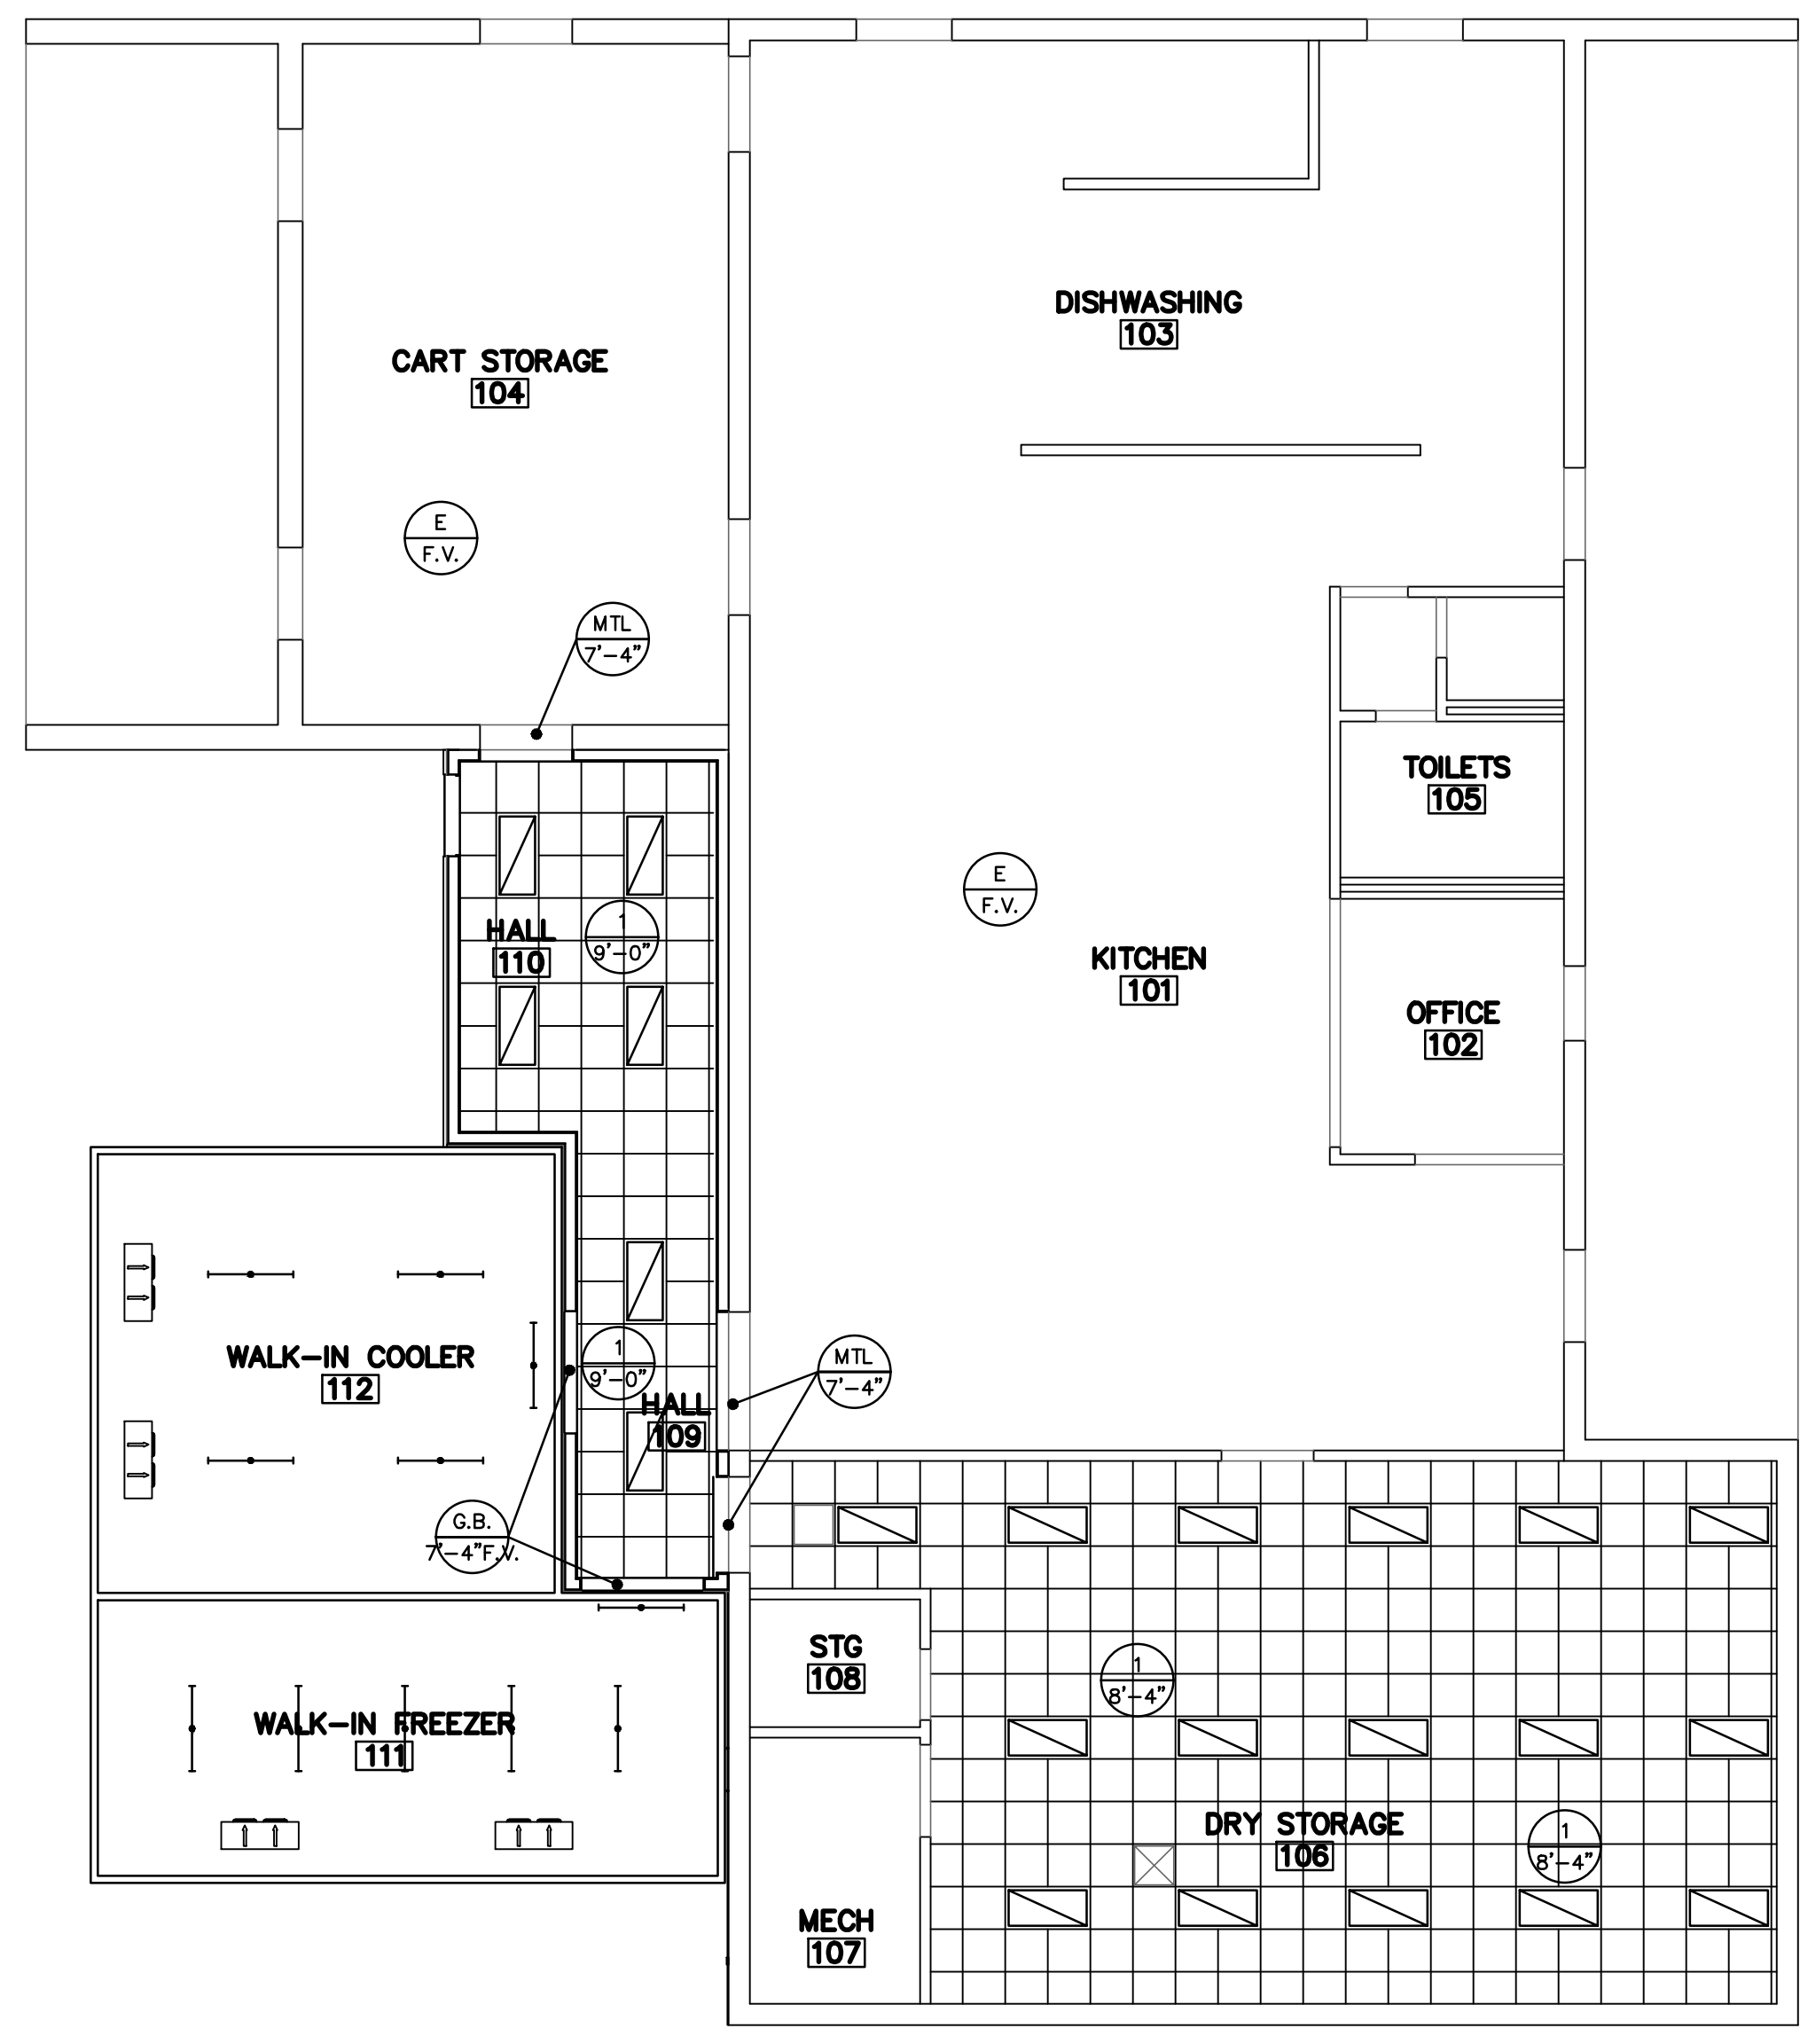 DISHWASHING
103
CART STORAGE
104
E
F.V.
MTL
7'-4"
TOILETS
105
E
F.V.
HALL
110
1
9'-0"
KITCHEN
101
OFFICE
102
WALK-IN COOLER
112
1
9'-0"
HALL
109
MTL
7'-4"
G.B.
7'-4"F.V.
STG
108
1
8'-4"
WALK-IN FREEZER
111
DRY STORAGE
106
1
8'-4"
MECH
107